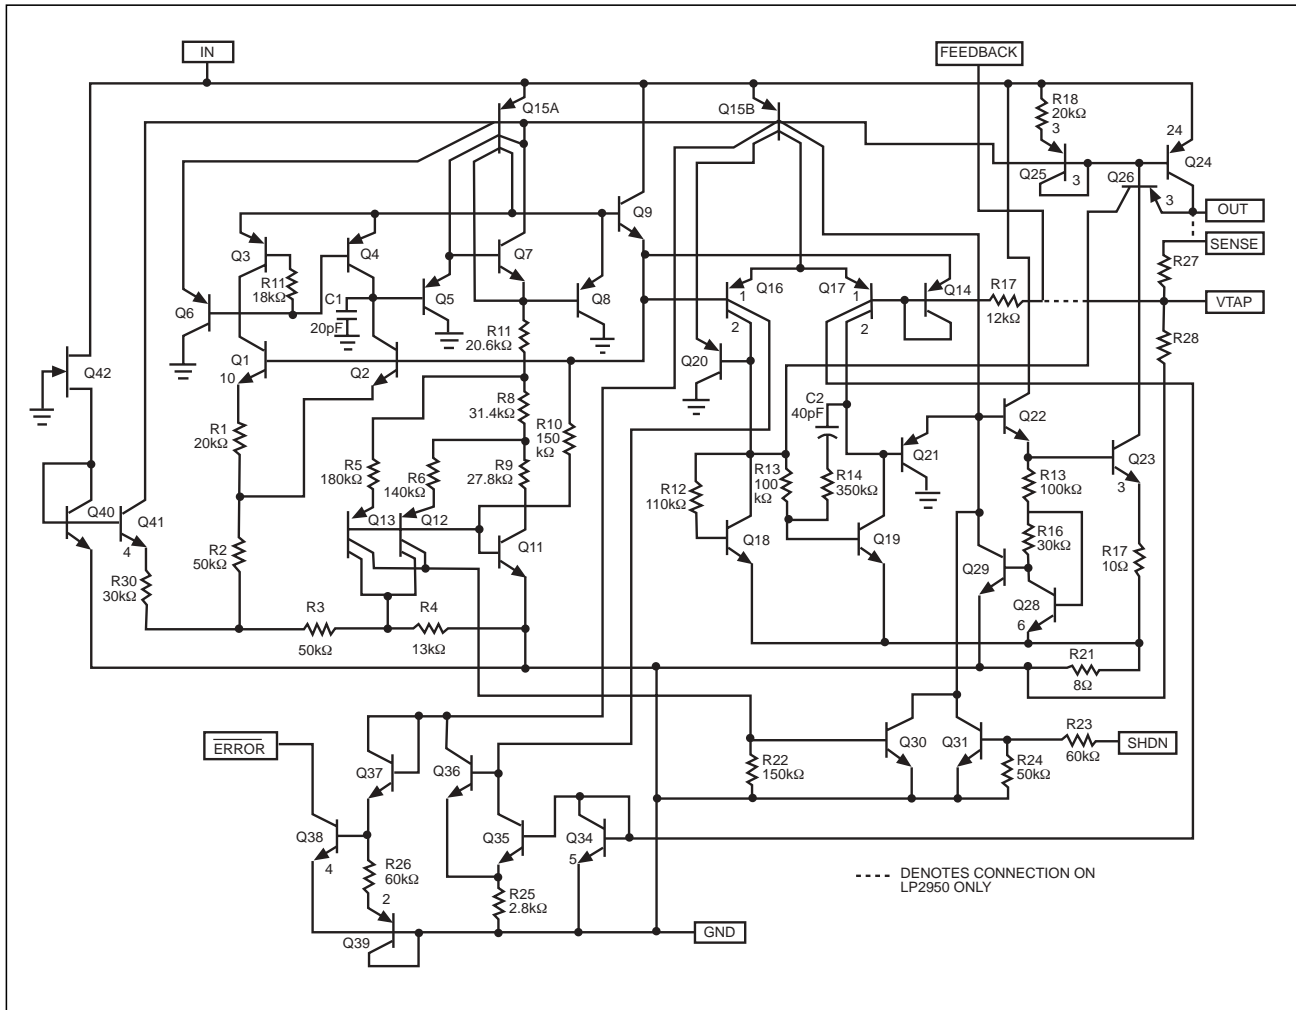 IN
FEEDBACK
Q15A
Q15B
R18
20kΩ
3
24
Q24
Q25
3
Q26
3
OUT
SENSE
Q9
Q3
Q4
Q7
R11
18kΩ
C1
20pF
Q5
Q8
Q6
Q16
1
2
Q17
1
2
Q14
R17
12kΩ
R27
VTAP
R28
R11
20.6kΩ
Q1
10
Q2
Q20
Q42
C2
40pF
R8
31.4kΩ
R10
150
kΩ
Q22
R1
20kΩ
R5
180kΩ
R6
140kΩ
R9
27.8kΩ
Q21
Q23
3
R12
110kΩ
R13
100
kΩ
R14
350kΩ
R13
100kΩ
Q40
Q41
4
Q13
Q12
Q11
Q18
Q19
R16
30kΩ
R17
10Ω
R2
50kΩ
R30
30kΩ
Q29
Q28
6
R3
50kΩ
R4
13kΩ
R21
8Ω
ERROR
Q37
Q36
Q30
Q31
R23
60kΩ
SHDN
R22
150kΩ
R24
50kΩ
Q38
4
Q35
Q34
5
R26
60kΩ
2
R25
2.8kΩ
DENOTES CONNECTION ON
LP2950 ONLY
Q39
GND